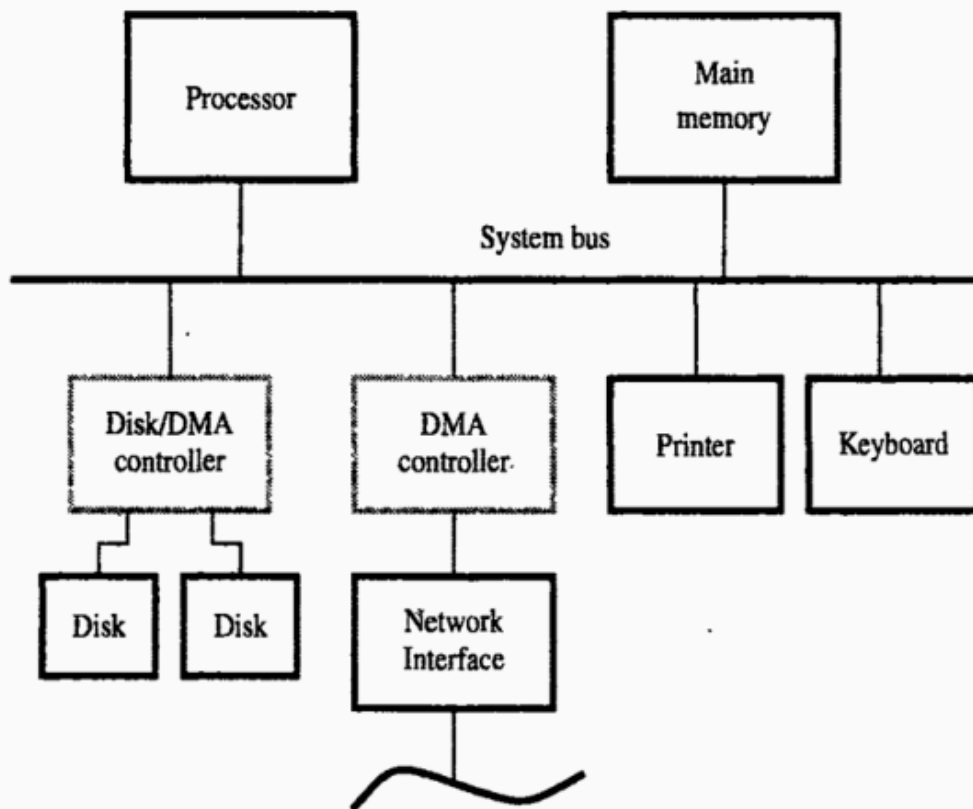 Processor
Main
memory
System bus
Disk/DMA
controller
DMA
controller
Printer
Keyboard
Disk
Disk
Network
Interface